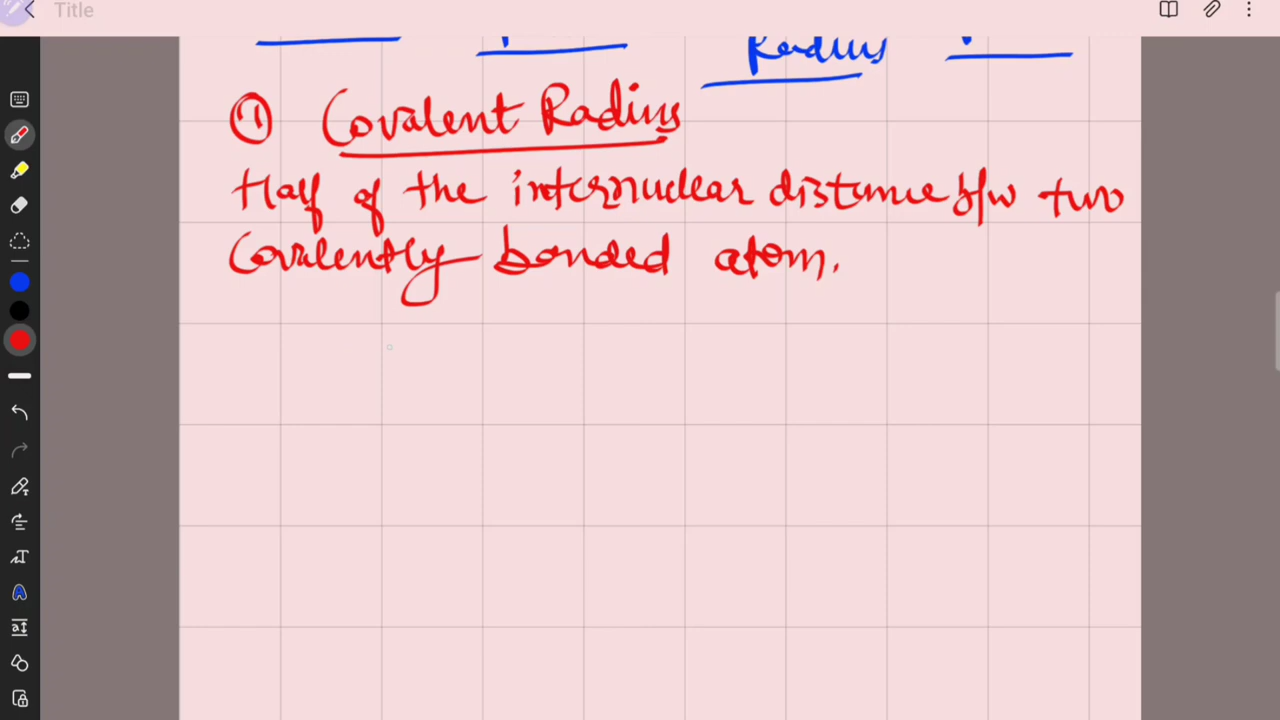 Title
Radius
① Covalent Radius
Half of the internuclear distance b/w two
Covalently bonded atom.